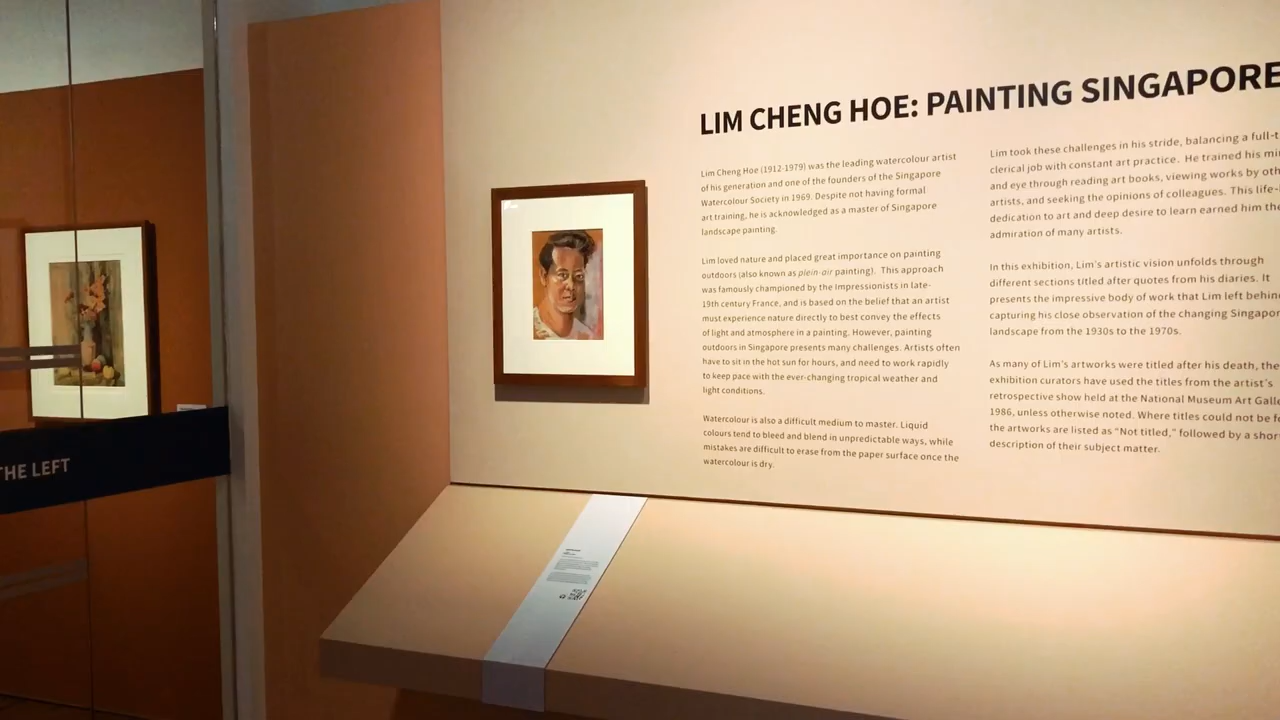 LIM CHENG HOE: PAINTING SINGAPORE
Lim Cheng Hoe (1912-1979) was the leading watercolour artist
of his generation and one of the founders of the Singapore
Watercolour Society in 1969. Despite not having formal
art training, he is acknowledged as a master of Singapore
landscape painting.
Lim loved nature and placed great importance on painting
outdoors (also known as plein-air painting). This approach
was famously championed by the Impressionists in late-
19th century France, and is based on the belief that an artist
must experience nature directly to best convey the effects
of light and atmosphere in a painting. However, painting
outdoors in Singapore presents many challenges. Artists often
have to sit in the hot sun for hours, and need to work rapidly
to keep pace with the ever-changing tropical weather and
light conditions.
Watercolour is also a difficult medium to master. Liquid
colours tend to bleed and blend in unpredictable ways, while
mistakes are difficult to erase from the paper surface once the
watercolour is dry.
Lim took these challenges in his stride, balancing a full-t
clerical job with constant art practice. He trained his mi
and eye through reading art books, viewing works by oth
artists, and seeking the opinions of colleagues. This life-
dedication to art and deep desire to learn earned him the
admiration of many artists.
In this exhibition, Lim's artistic vision unfolds through
different sections titled after quotes from his diaries. It
presents the impressive body of work that Lim left behin
capturing his close observation of the changing Singapor
landscape from the 1930s to the 1970s.
As many of Lim's artworks were titled after his death, the
exhibition curators have used the titles from the artist's
retrospective show held at the National Museum Art Galle
1986, unless otherwise noted. Where titles could not be fo
the artworks are listed as "Not titled," followed by a shor
description of their subject matter.
THE LEFT